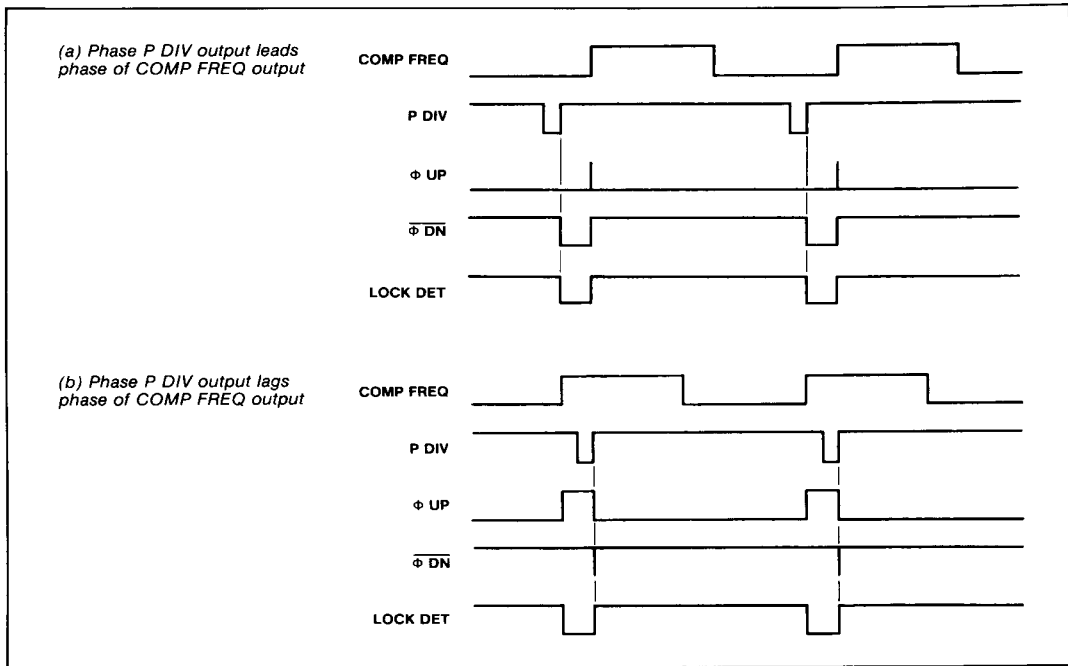 (a) Phase P DIV output leads
phase of COMP FREQ output
COMP FREQ
P DIV
Φ UP
Φ DN
LOCK DET
(b) Phase P DIV output lags
phase of COMP FREQ output
COMP FREQ
P DIV
Φ UP
Φ DN
LOCK DET